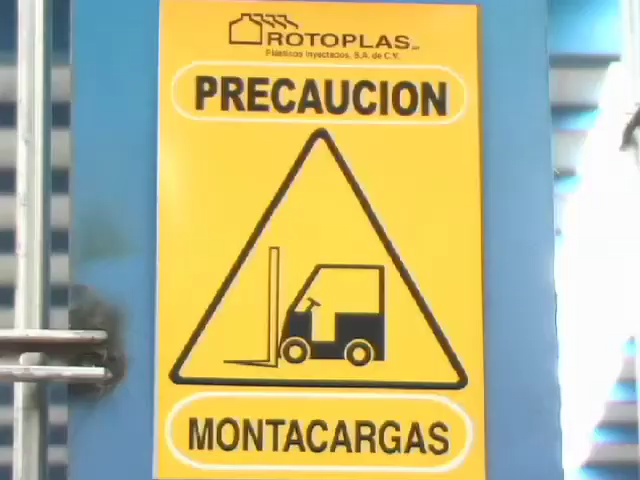 ROTOPLAS
Plásticos Inyectados, S.A. de C.V.
PRECAUCION
MONTACARGAS